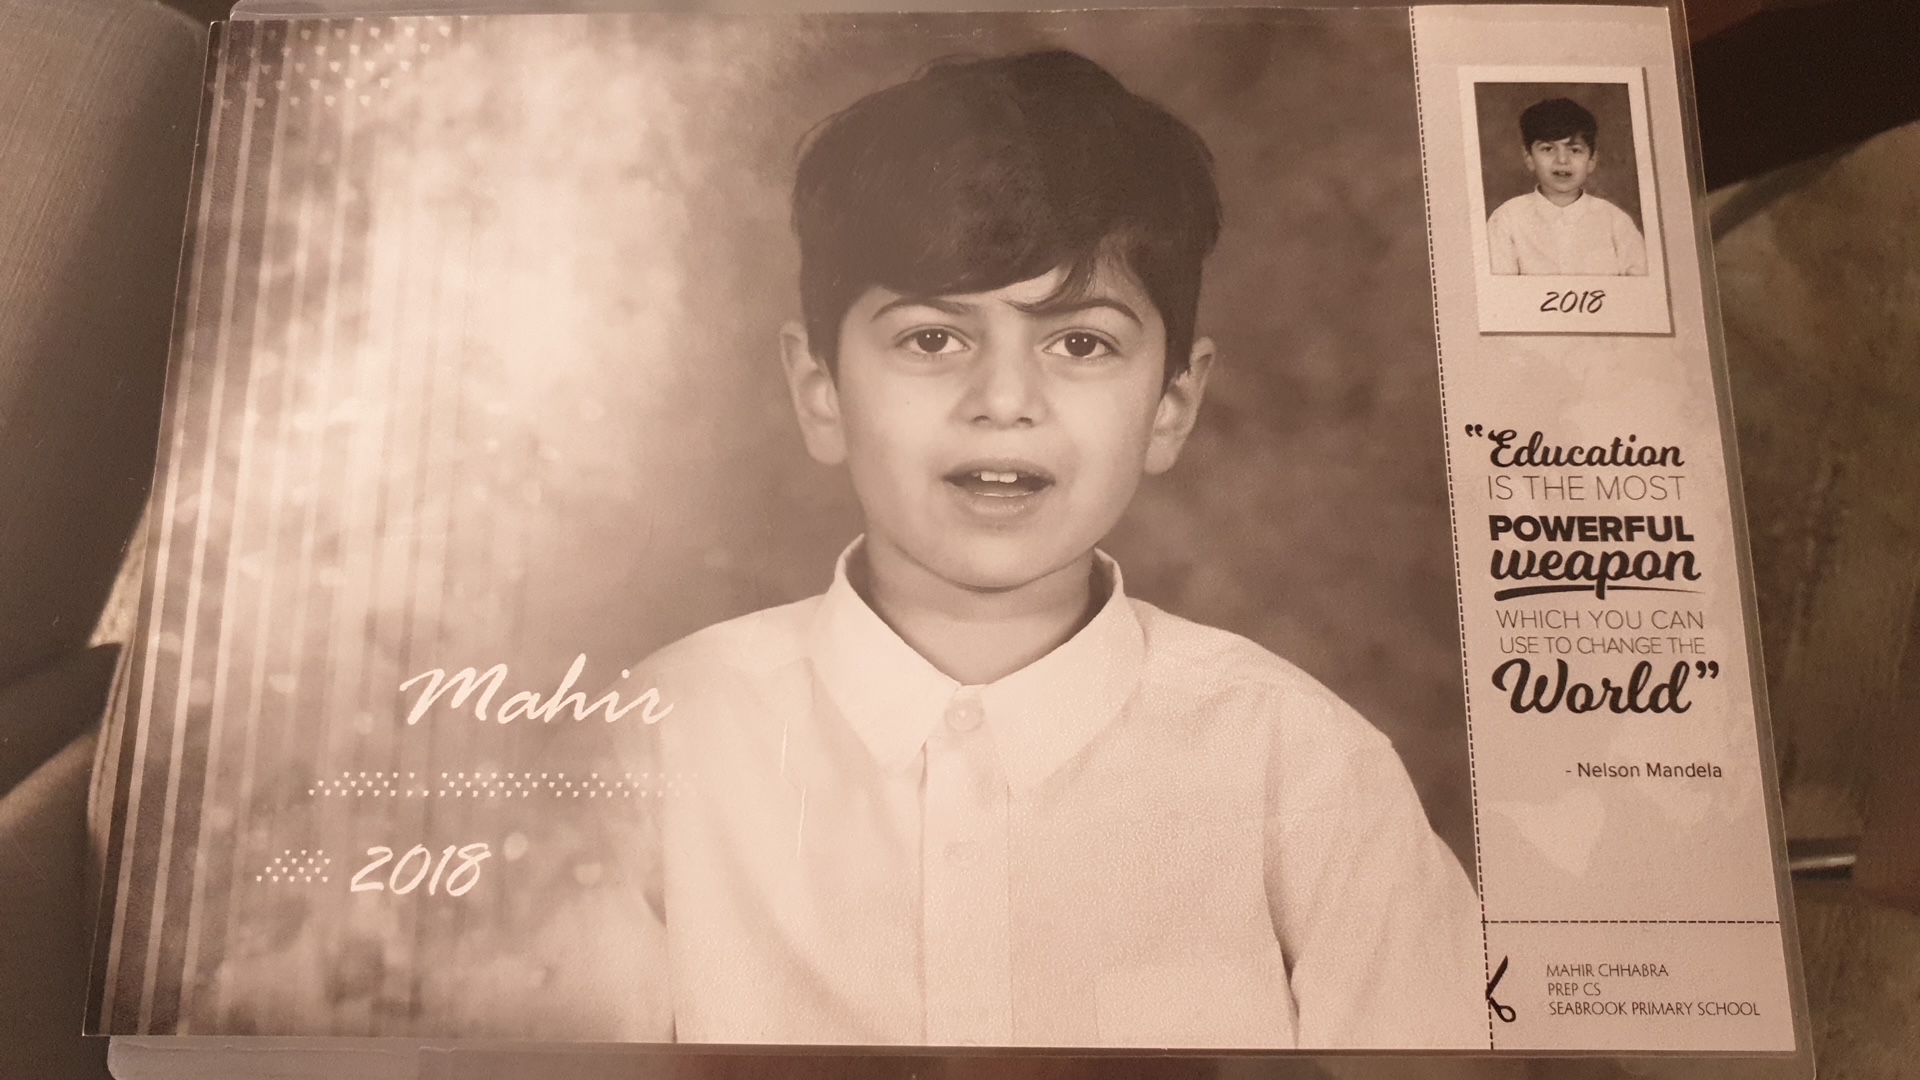 Mahir
2018
2018
“Education
IS THE MOST
POWERFUL
weapon
WHICH YOU CAN
USE TO CHANGE THE
World”
- Nelson Mandela
MAHIR CHHABRA
PREP CS
SEABROOK PRIMARY SCHOOL